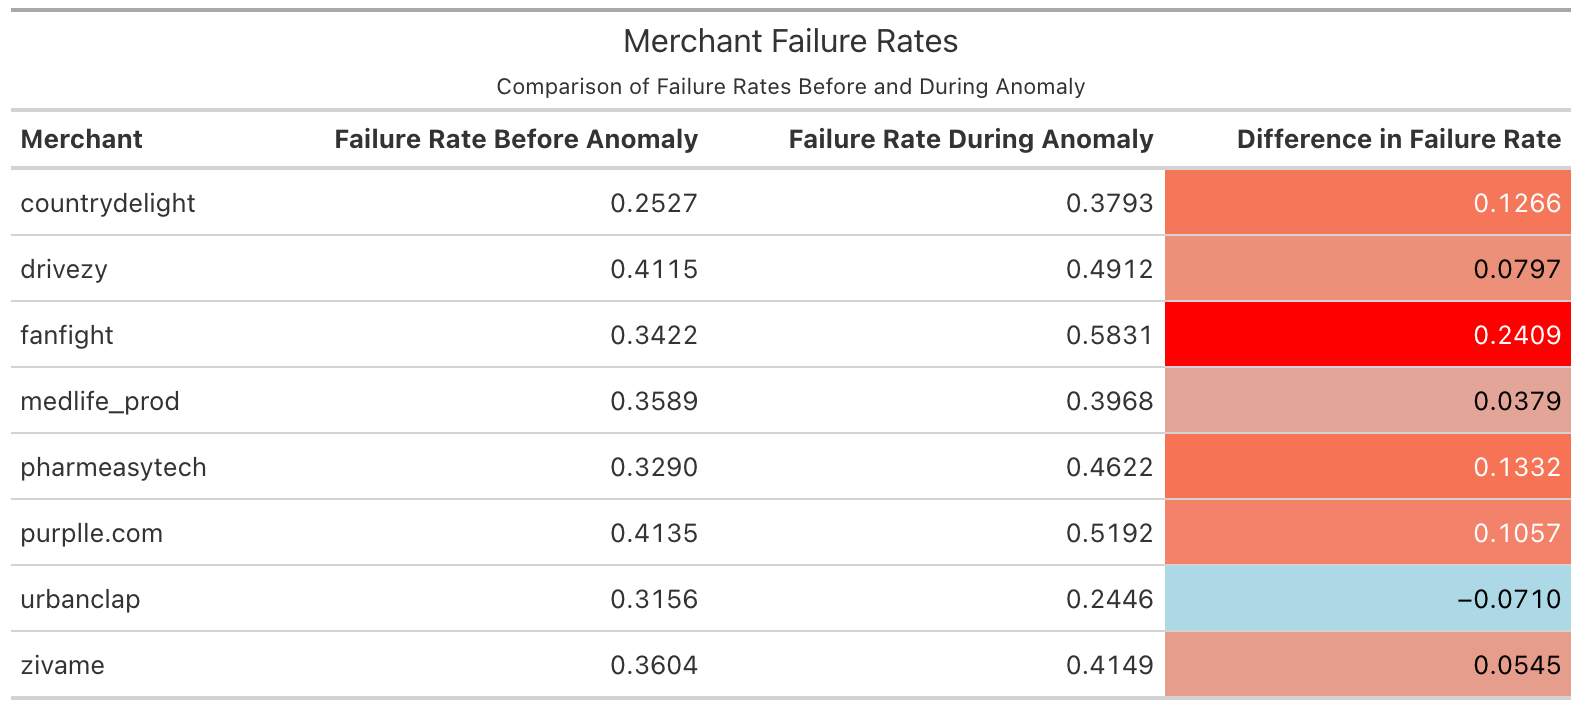 Merchant Failure Rates
Comparison of Failure Rates Before and During Anomaly
Merchant Failure Rate Before Anomaly Failure Rate During Anomaly Difference in Failure Rate
countrydelight 0.2527 0.3793 0.1266
drivezy 0.4115 0.4912 0.0797
fanfight 0.3422 0.5831 0.2409
medlife_prod 0.3589 0.3968 0.0379
pharmeasytech 0.3290 0.4622 0.1332
purplle.com 0.4135 0.5192 0.1057
urbanclap 0.3156 0.2446 −0.0710
zivame 0.3604 0.4149 0.0545